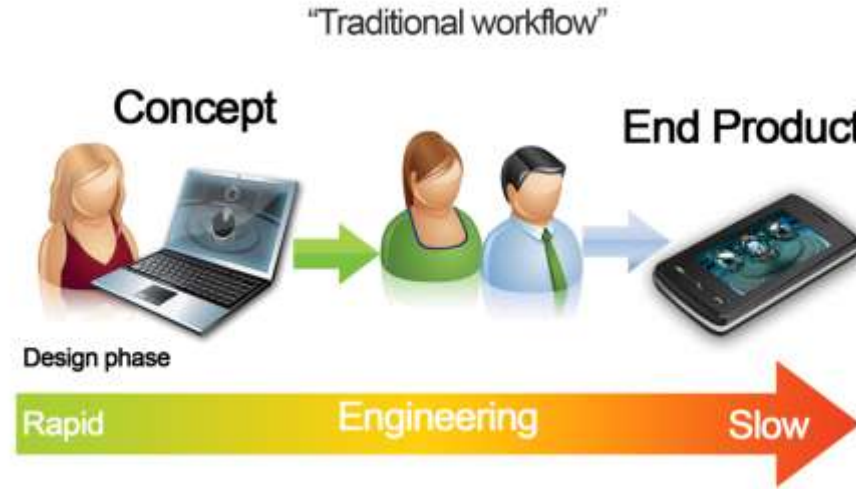 “Traditional workflow”
Concept
End Product
Design phase
Rapid Engineering Slow